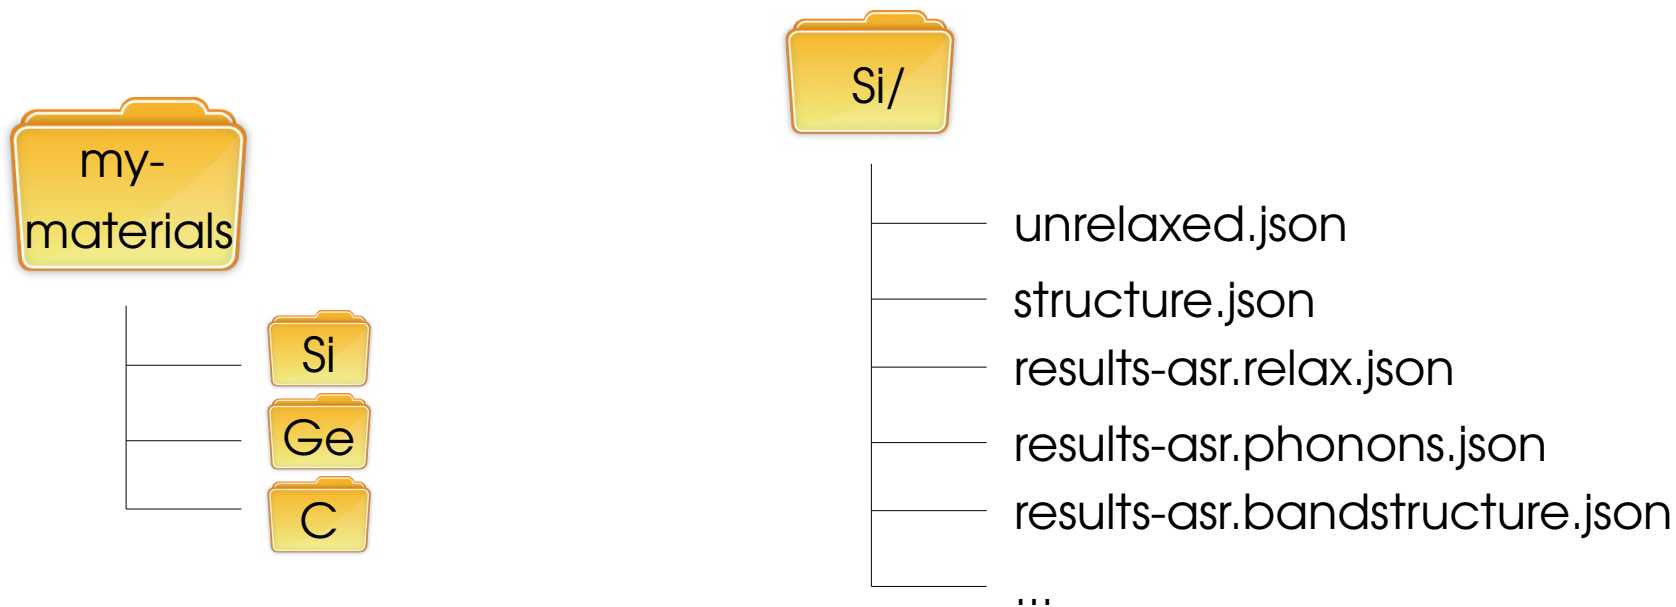 my-
materials
Si
Ge
C
Si/
unrelaxed.json
structure.json
results-asr.relax.json
results-asr.phonons.json
results-asr.bandstructure.json
...